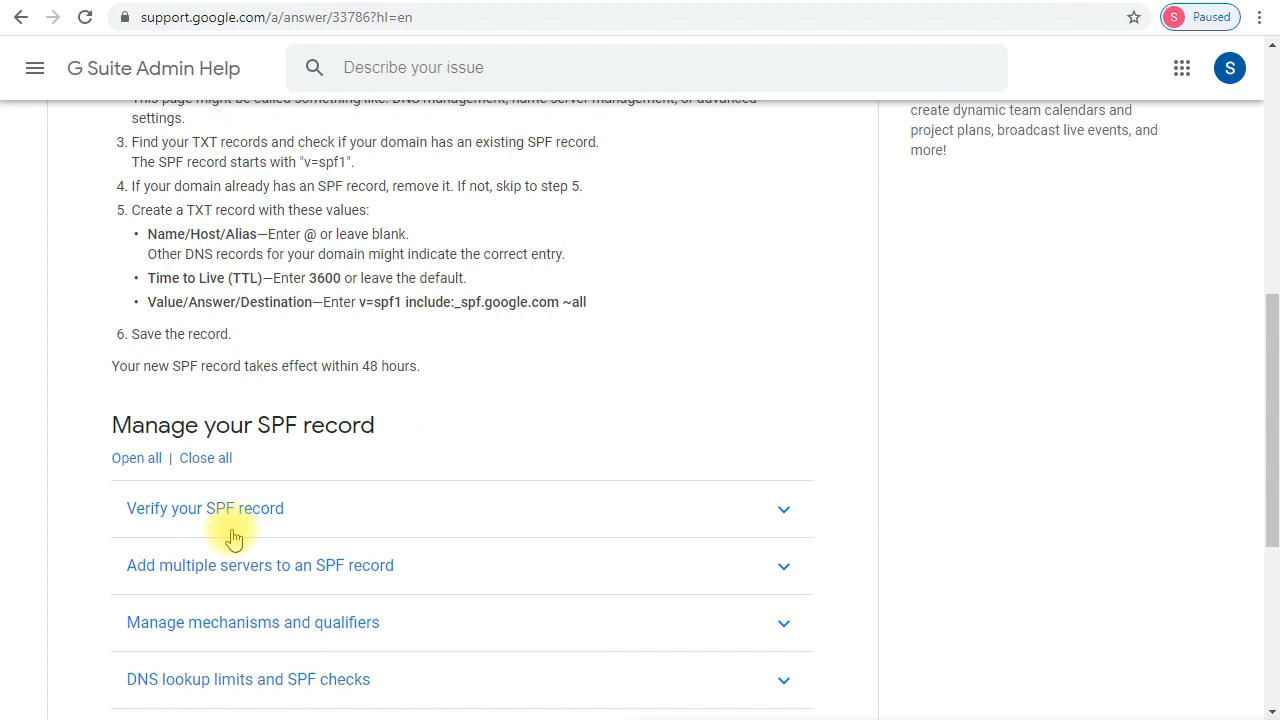 support.google.com/a/answer/33786?hl=en
S Paused
G Suite Admin Help
Describe your issue
S
This page might be called something like: DNS management, name server management, or advanced
settings.
3. Find your TXT records and check if your domain has an existing SPF record.
The SPF record starts with "v=spf1".
4. If your domain already has an SPF record, remove it. If not, skip to step 5.
5. Create a TXT record with these values:
• Name/Host/Alias—Enter @ or leave blank.
Other DNS records for your domain might indicate the correct entry.
• Time to Live (TTL)—Enter 3600 or leave the default.
• Value/Answer/Destination—Enter v=spf1 include:_spf.google.com ~all
6. Save the record.
Your new SPF record takes effect within 48 hours.
Manage your SPF record
Open all | Close all
Verify your SPF record
Add multiple servers to an SPF record
Manage mechanisms and qualifiers
DNS lookup limits and SPF checks
create dynamic team calendars and
project plans, broadcast live events, and
more!